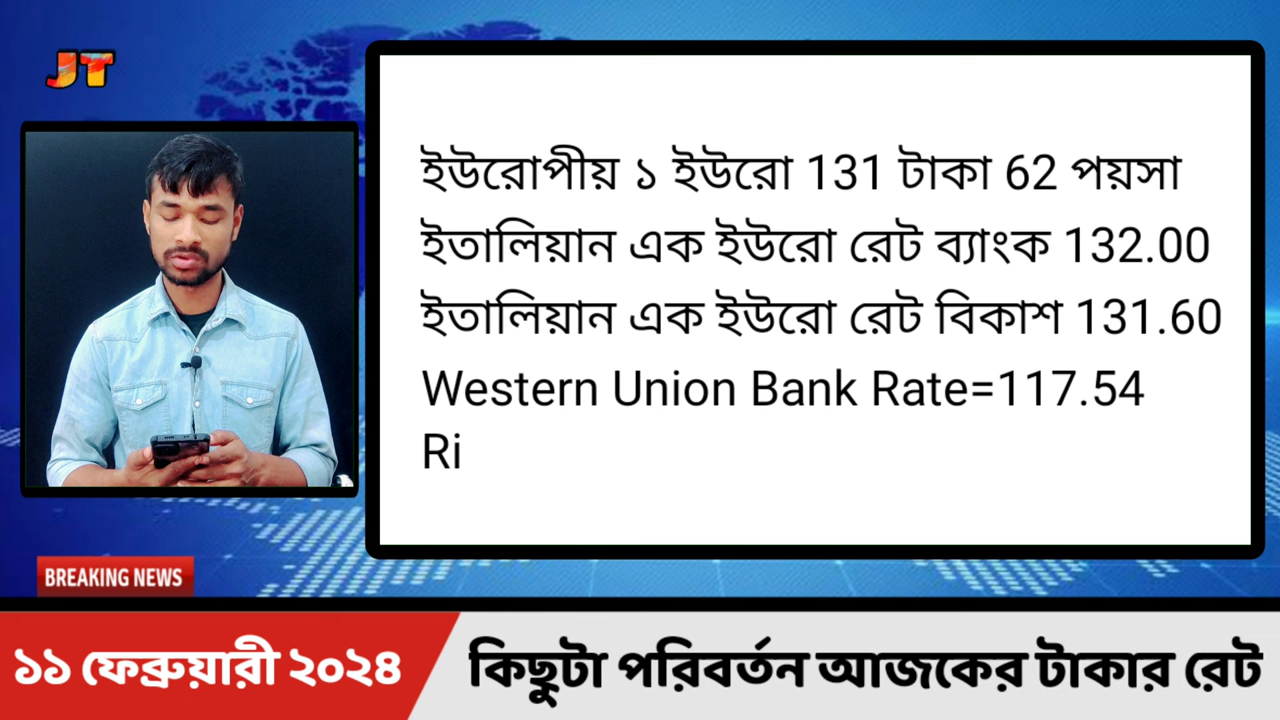 JT
ইউরোপীয় ১ ইউরো 131 টাকা 62 পয়সা
ইতালিয়ান এক ইউরো রেট ব্যাংক 132.00
ইতালিয়ান এক ইউরো রেট বিকাশ 131.60
Western Union Bank Rate=117.54
Ri
BREAKING NEWS
১১ ফেব্রুয়ারী ২০২৪
কিছুটা পরিবর্তন আজকের টাকার রেট